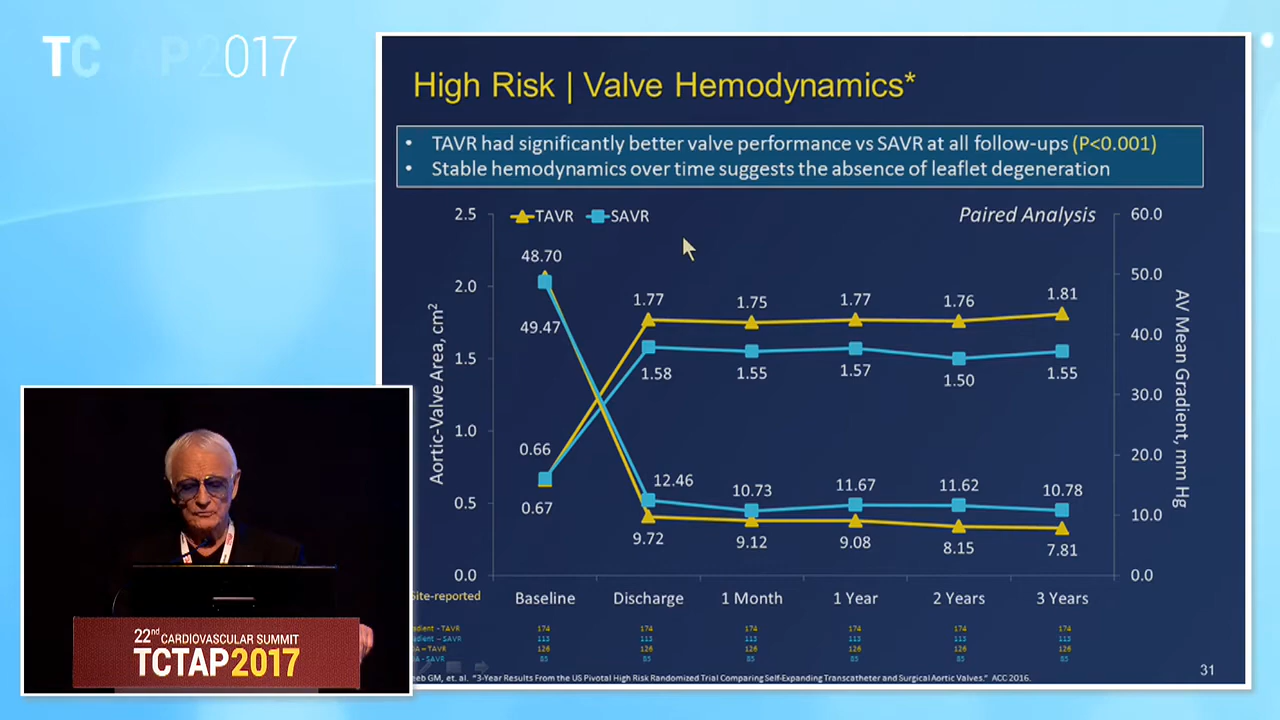 TCTAP2017
High Risk | Valve Hemodynamics*
• TAVR had significantly better valve performance vs SAVR at all follow-ups (P<0.001)
• Stable hemodynamics over time suggests the absence of leaflet degeneration
TAVR SAVR
Paired Analysis
Aortic-Valve Area, cm²
2.5
2.0
1.5
1.0
0.5
0.0
60.0
50.0
40.0
30.0
20.0
10.0
0.0
AV Mean Gradient, mm Hg
48.70
49.47
0.66
0.67
1.77 1.75 1.77 1.76 1.81
1.58 1.55 1.57 1.50 1.55
12.46 10.73 11.67 11.62 10.78
9.72 9.12 9.08 8.15 7.81
Baseline Discharge 1 Month 1 Year 2 Years 3 Years
Site-reported
TAVR 174 174 174 174 174 174
SAVR 113 113 113 113 113 113
TAVR 126 126 126 126 126 126
SAVR 85 85 85 85 85 85
GM, et. al. "3-Year Results From the US Pivotal High Risk Randomized Trial Comparing Self-Expanding Transcatheter and Surgical Aortic Valves." ACC 2016.
31
22nd CARDIOVASCULAR SUMMIT
TCTAP2017